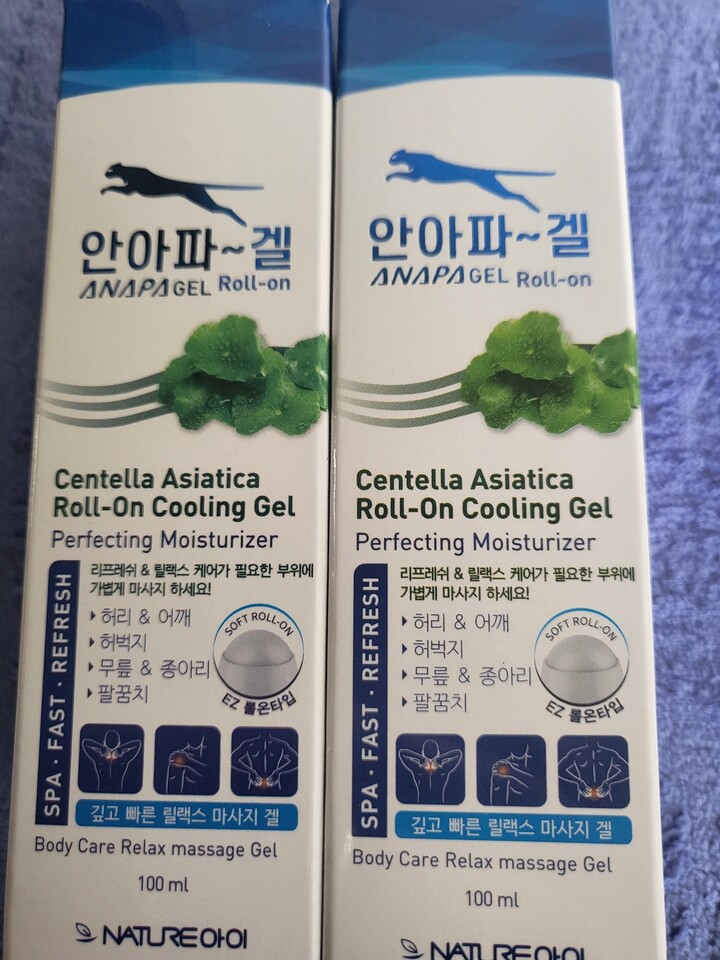 안아파~겔
ANAPA GEL Roll-on
Centella Asiatica
Roll-On Cooling Gel
Perfecting Moisturizer
SPA · FAST · REFRESH
리프레쉬 & 릴랙스 케어가 필요한 부위에
가볍게 마사지 하세요!
허리 & 어깨
허벅지
무릎 & 종아리
팔꿈치
SOFT ROLL-ON
EZ 롤온타입
깊고 빠른 릴랙스 마사지 겔
Body Care Relax massage Gel
100 ml
NATURE아이
안아파~겔
ANAPA GEL Roll-on
Centella Asiatica
Roll-On Cooling Gel
Perfecting Moisturizer
SPA · FAST · REFRESH
리프레쉬 & 릴랙스 케어가 필요한 부위에
가볍게 마사지 하세요!
허리 & 어깨
허벅지
무릎 & 종아리
팔꿈치
SOFT ROLL-ON
EZ 롤온타입
깊고 빠른 릴랙스 마사지 겔
Body Care Relax massage Gel
100 ml
NATURE아이